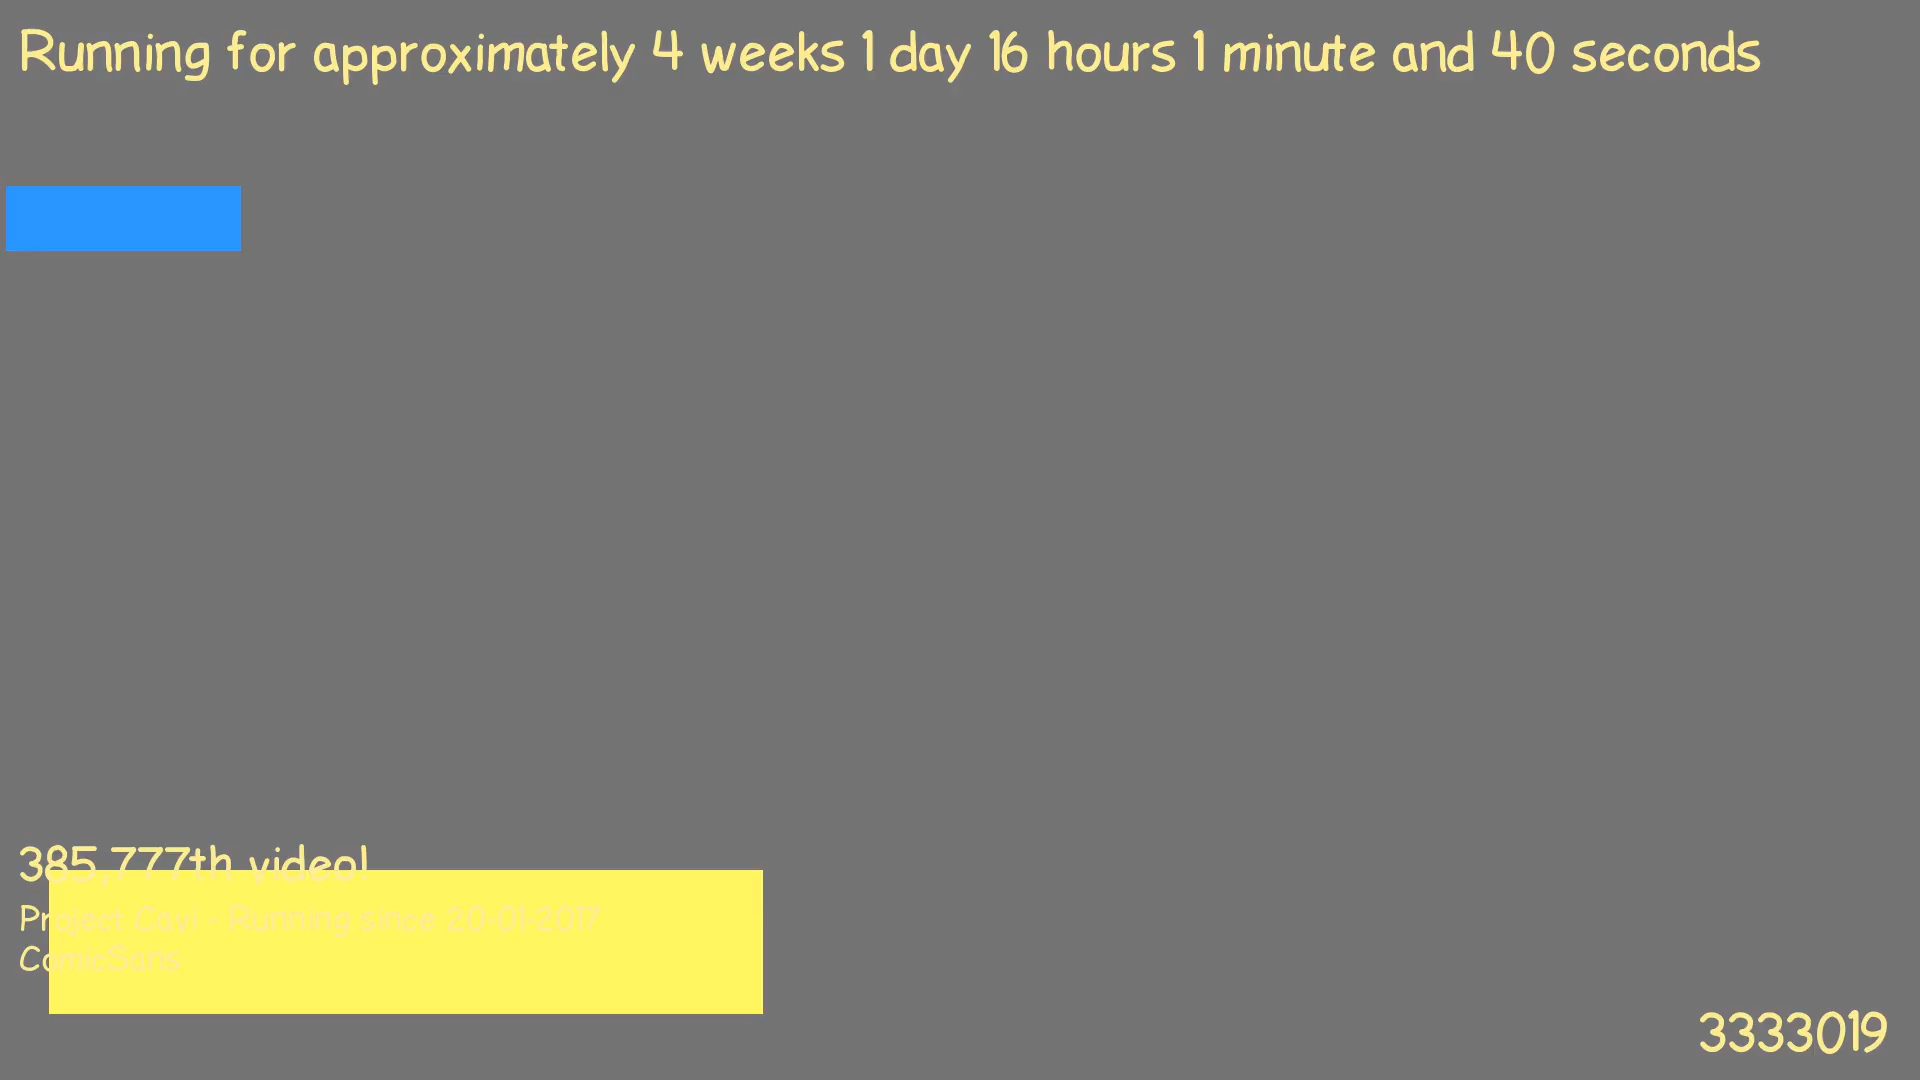 Running for approximately 4 weeks 1 day 16 hours 1 minute and 40 seconds
385,777th video!
Project Cayi - Running since 20-01-2017
ComicSans
3333019